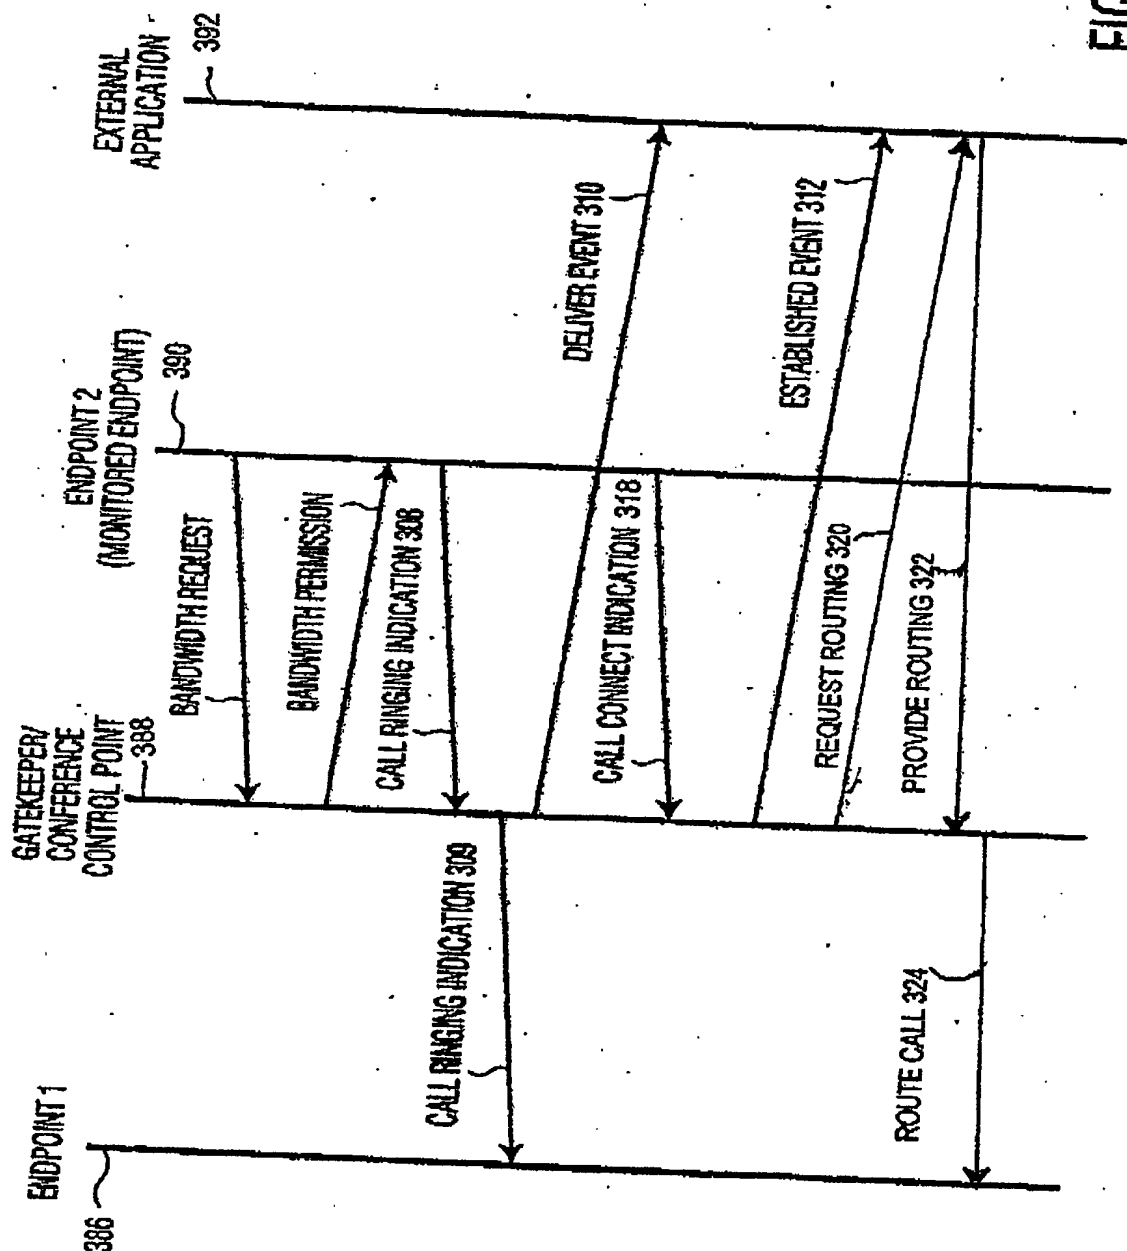 ENDPOINT 1
386
GATEKEEPER/
CONFERENCE
CONTROL POINT
388
ENDPOINT 2
(MONITORED ENDPOINT)
390
EXTERNAL
APPLICATION
392
BANDWIDTH REQUEST
BANDWIDTH PERMISSION
CALL RINGING INDICATION 308
CALL RINGING INDICATION 309
DELIVER EVENT 310
CALL CONNECT INDICATION 318
ESTABLISHED EVENT 312
REQUEST ROUTING 320
PROVIDE ROUTING 322
ROUTE CALL 324